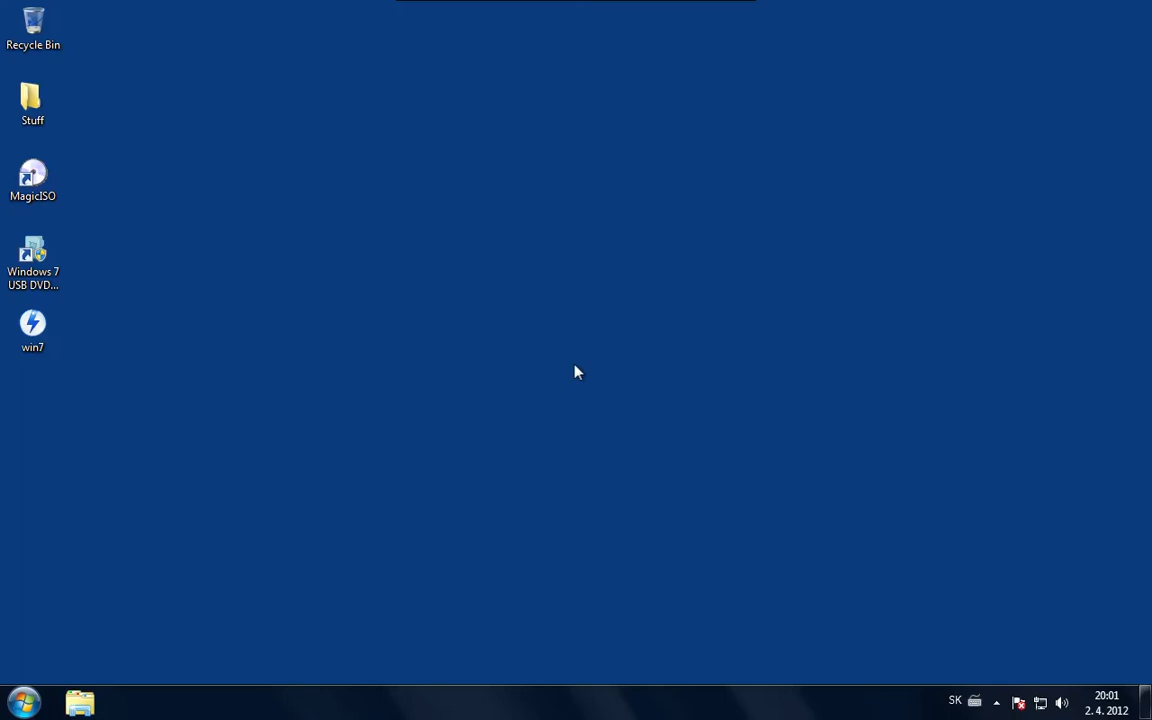 Recycle Bin
Stuff
MagicISO
Windows 7
USB DVD...
win7
SK
20:01
2. 4. 2012